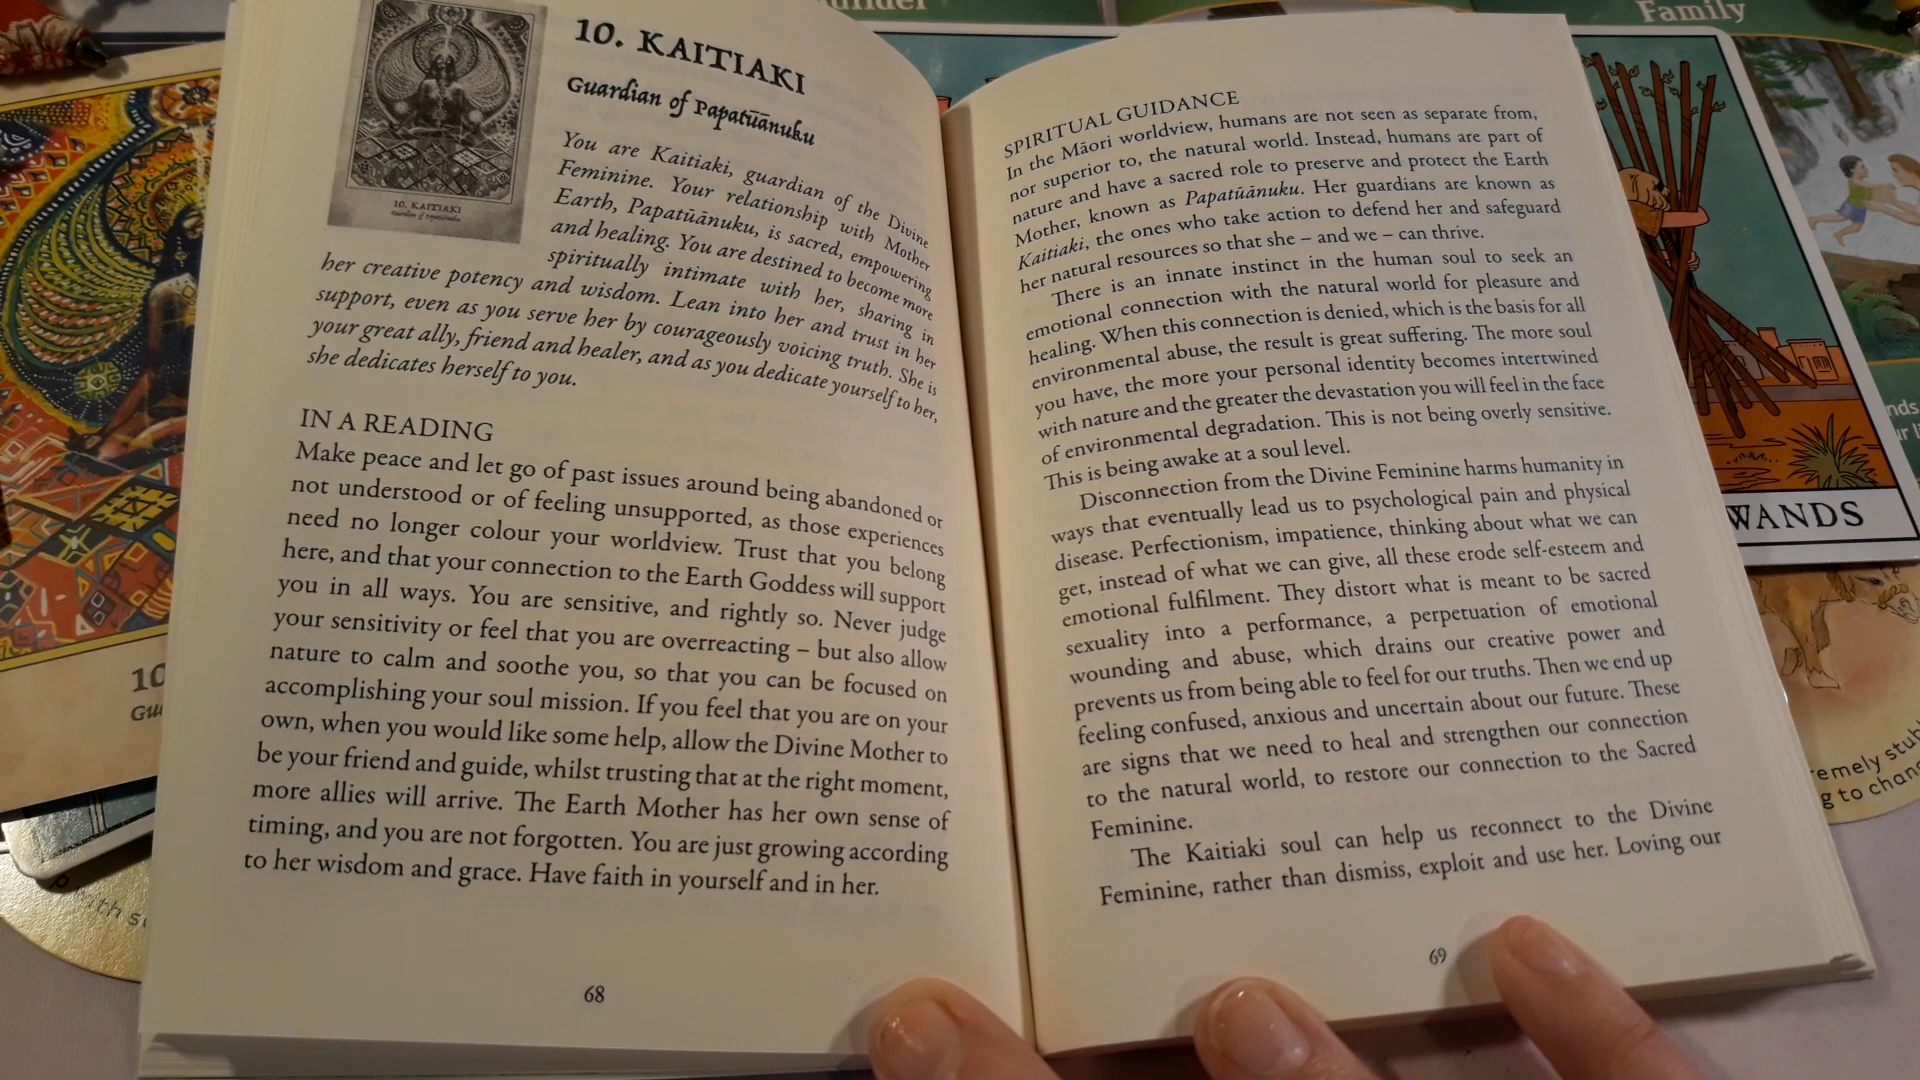 under
Family
10. KAITIAKI
Guardian of Papatūānuku
10. KAITIAKI
Guardian of Papatūānuku
You are Kaitiaki, guardian of the Divine
Feminine. Your relationship with Mother
Earth, Papatūānuku, is sacred, empowering
and healing. You are destined to become more
spiritually intimate with her, sharing in
her creative potency and wisdom. Lean into her and trust in her
support, even as you serve her by courageously voicing truth. She is
your great ally, friend and healer, and as you dedicate yourself to her,
she dedicates herself to you.
IN A READING
Make peace and let go of past issues around being abandoned or
not understood or of feeling unsupported, as those experiences
need no longer colour your worldview. Trust that you belong
here, and that your connection to the Earth Goddess will support
you in all ways. You are sensitive, and rightly so. Never judge
your sensitivity or feel that you are overreacting – but also allow
nature to calm and soothe you, so that you can be focused on
accomplishing your soul mission. If you feel that you are on your
own, when you would like some help, allow the Divine Mother to
be your friend and guide, whilst trusting that at the right moment,
more allies will arrive. The Earth Mother has her own sense of
timing, and you are not forgotten. You are just growing according
to her wisdom and grace. Have faith in yourself and in her.
68
SPIRITUAL GUIDANCE
In the Māori worldview, humans are not seen as separate from,
nor superior to, the natural world. Instead, humans are part of
nature and have a sacred role to preserve and protect the Earth
Mother, known as Papatūānuku. Her guardians are known as
Kaitiaki, the ones who take action to defend her and safeguard
her natural resources so that she – and we – can thrive.
There is an innate instinct in the human soul to seek an
emotional connection with the natural world for pleasure and
healing. When this connection is denied, which is the basis for all
environmental abuse, the result is great suffering. The more soul
you have, the more your personal identity becomes intertwined
with nature and the greater the devastation you will feel in the face
of environmental degradation. This is not being overly sensitive.
This is being awake at a soul level.
Disconnection from the Divine Feminine harms humanity in
ways that eventually lead us to psychological pain and physical
disease. Perfectionism, impatience, thinking about what we can
get, instead of what we can give, all these erode self-esteem and
emotional fulfilment. They distort what is meant to be sacred
sexuality into a performance, a perpetuation of emotional
wounding and abuse, which drains our creative power and
prevents us from being able to feel for our truths. Then we end up
feeling confused, anxious and uncertain about our future. These
are signs that we need to heal and strengthen our connection
to the natural world, to restore our connection to the Sacred
Feminine.
The Kaitiaki soul can help us reconnect to the Divine
Feminine, rather than dismiss, exploit and use her. Loving our
69
WANDS
10
Gu
nds
r li
emely stub
g to chang
ith s